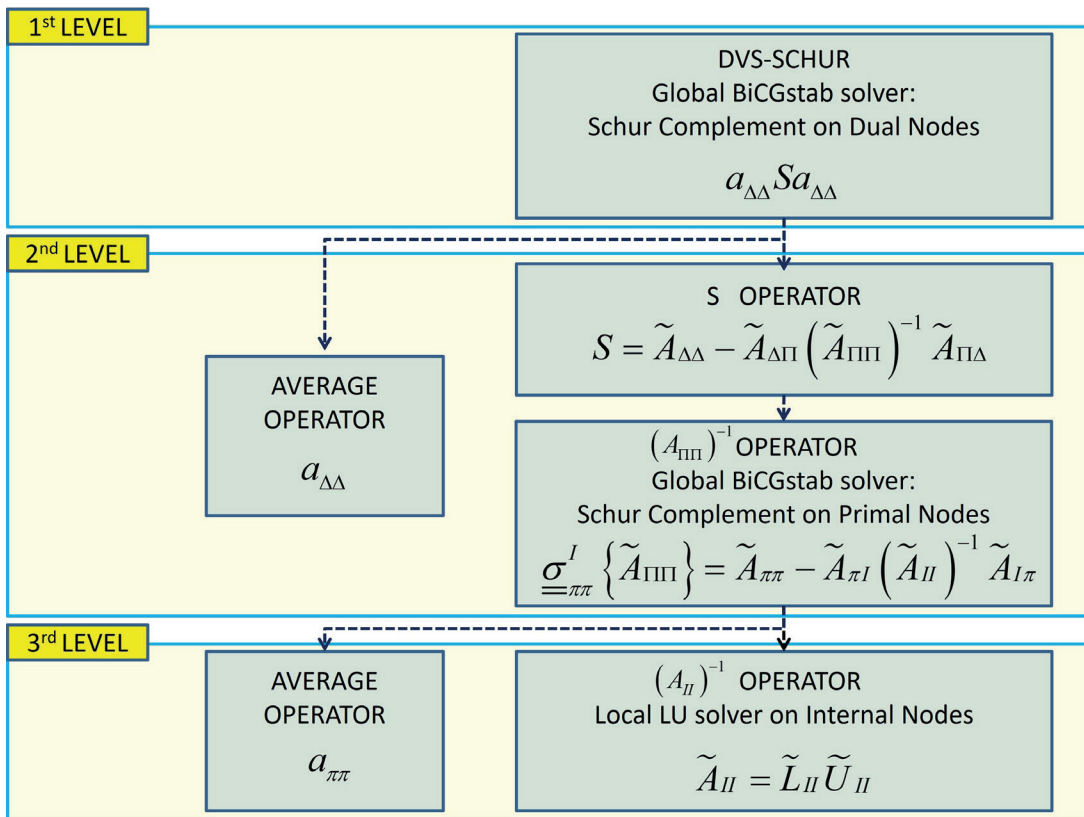 1st LEVEL
DVS-SCHUR
Global BiCGstab solver:
Schur Complement on Dual Nodes
a_ΔΔ S a_ΔΔ
2nd LEVEL
S OPERATOR
S = Ã_ΔΔ − Ã_ΔΠ (Ã_ΠΠ)^−1 Ã_ΠΔ
AVERAGE
OPERATOR
a_ΔΔ
(A_ΠΠ)^−1 OPERATOR
Global BiCGstab solver:
Schur Complement on Primal Nodes
σ^I_ππ {Ã_ΠΠ} = Ã_ππ − Ã_πI (Ã_II)^−1 Ã_Iπ
3rd LEVEL
AVERAGE
OPERATOR
a_ππ
(A_II)^−1 OPERATOR
Local LU solver on Internal Nodes
Ã_II = L̃_II Ũ_II